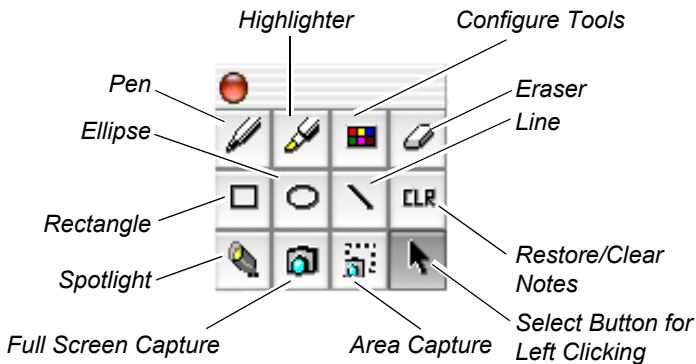 Highlighter
Configure Tools
Pen
Eraser
Ellipse
Line
CLR
Rectangle
Spotlight
Restore/Clear
Notes
Full Screen Capture
Area Capture
Select Button for
Left Clicking